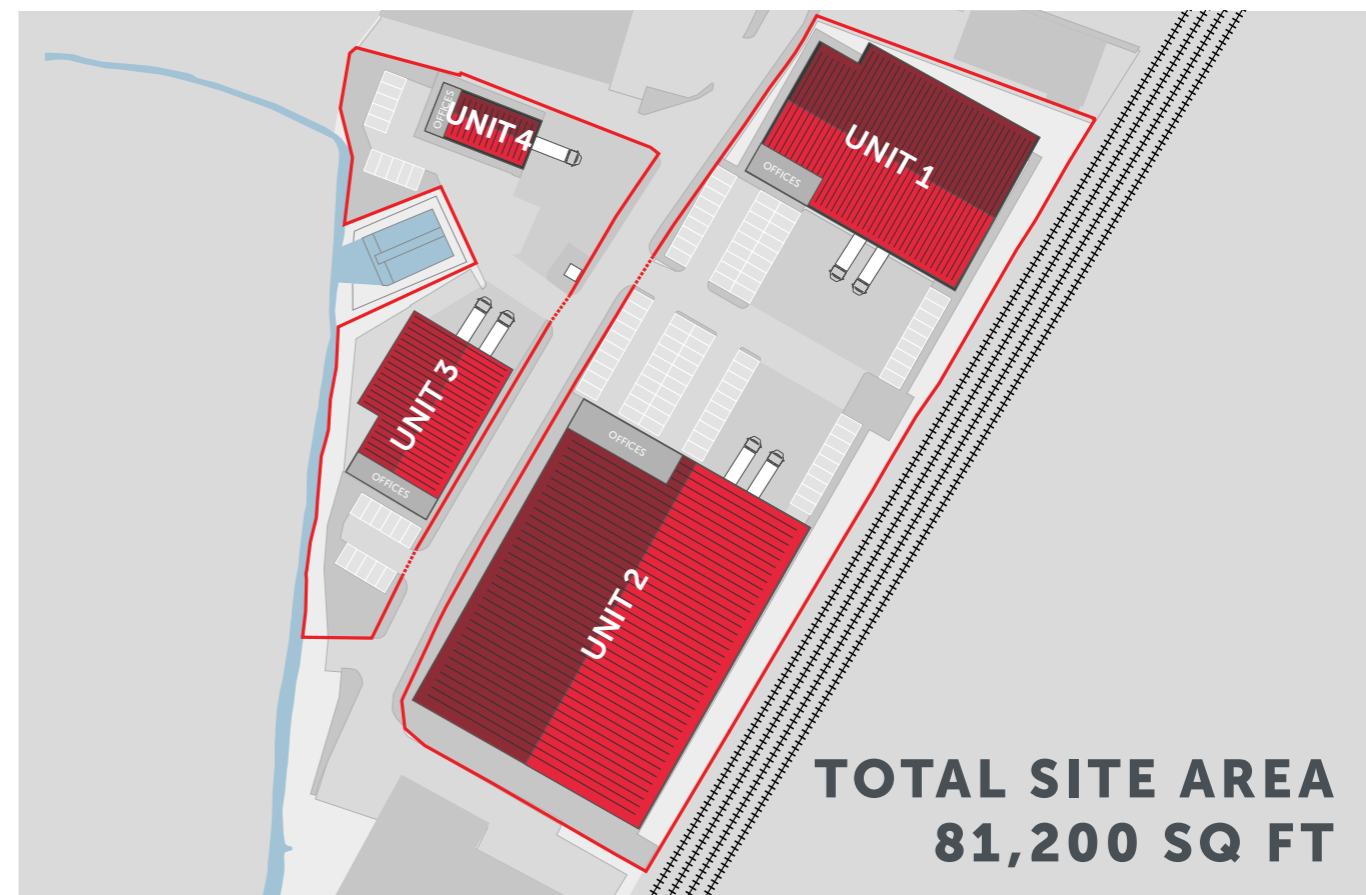 OFFICES
UNIT 4
UNIT 1
OFFICES
UNIT 3
OFFICES
OFFICES
UNIT 2
TOTAL SITE AREA
81,200 SQ FT